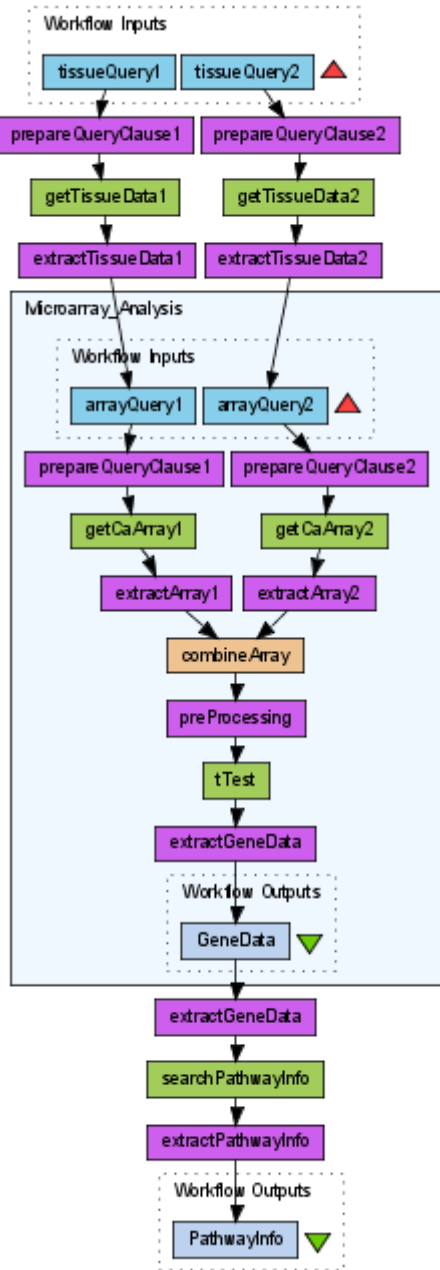 Workflow Inputs
tissueQuery1 tissueQuery2
prepareQueryClause1 prepareQueryClause2
getTissueData1 getTissueData2
extractTissueData1 extractTissueData2
Microarray_Analysis
Workflow Inputs
arrayQuery1 arrayQuery2
prepareQueryClause1 prepareQueryClause2
getCaArray1 getCaArray2
extractArray1 extractArray2
combineArray
preProcessing
tTest
extractGeneData
Workflow Outputs
GeneData
extractGeneData
searchPathwayInfo
extractPathwayInfo
Workflow Outputs
PathwayInfo